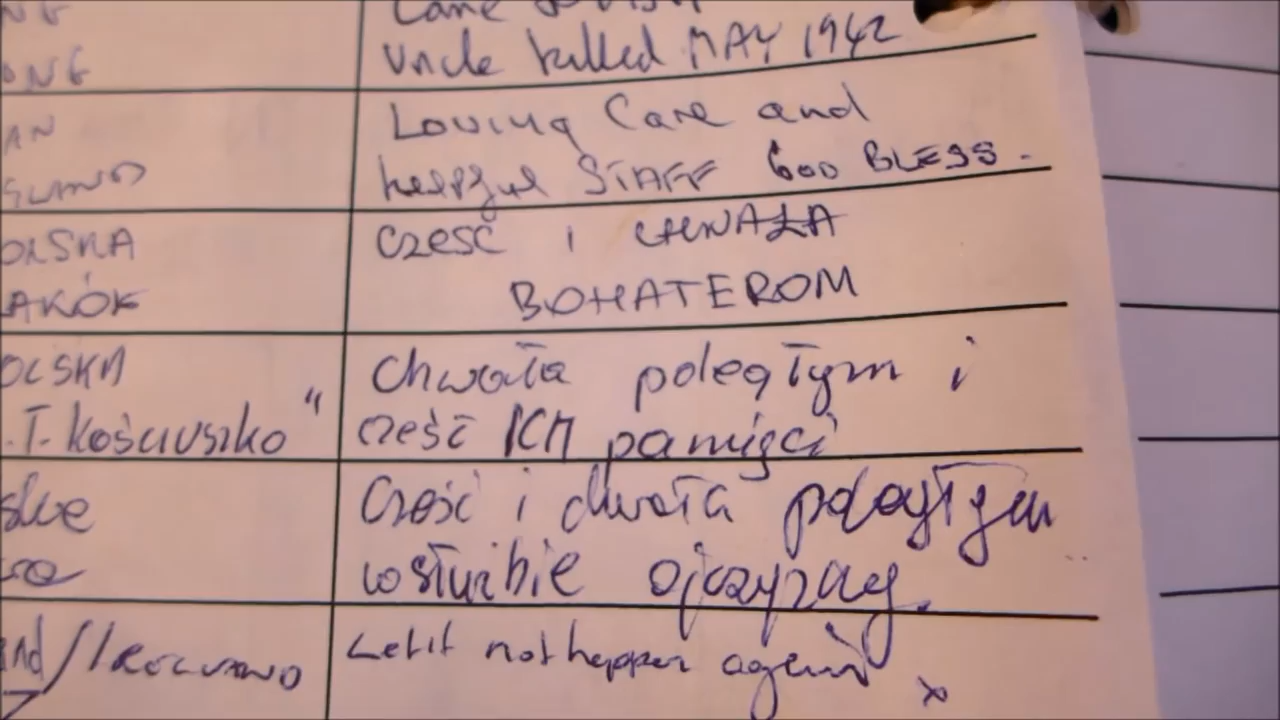 uncle killed MAY 1942
Loving Care and
helpful STAFF GOD BLESS.
OLSKA CZEŚĆ i CHWAŁA
AKÓW BOHATEROM
OLSKA Chwała poległym i
.T. Kościuszko" cześć ICH pamięci
Cześć i chwała poległym
w służbie ojczyzny.
Let it not happen again x